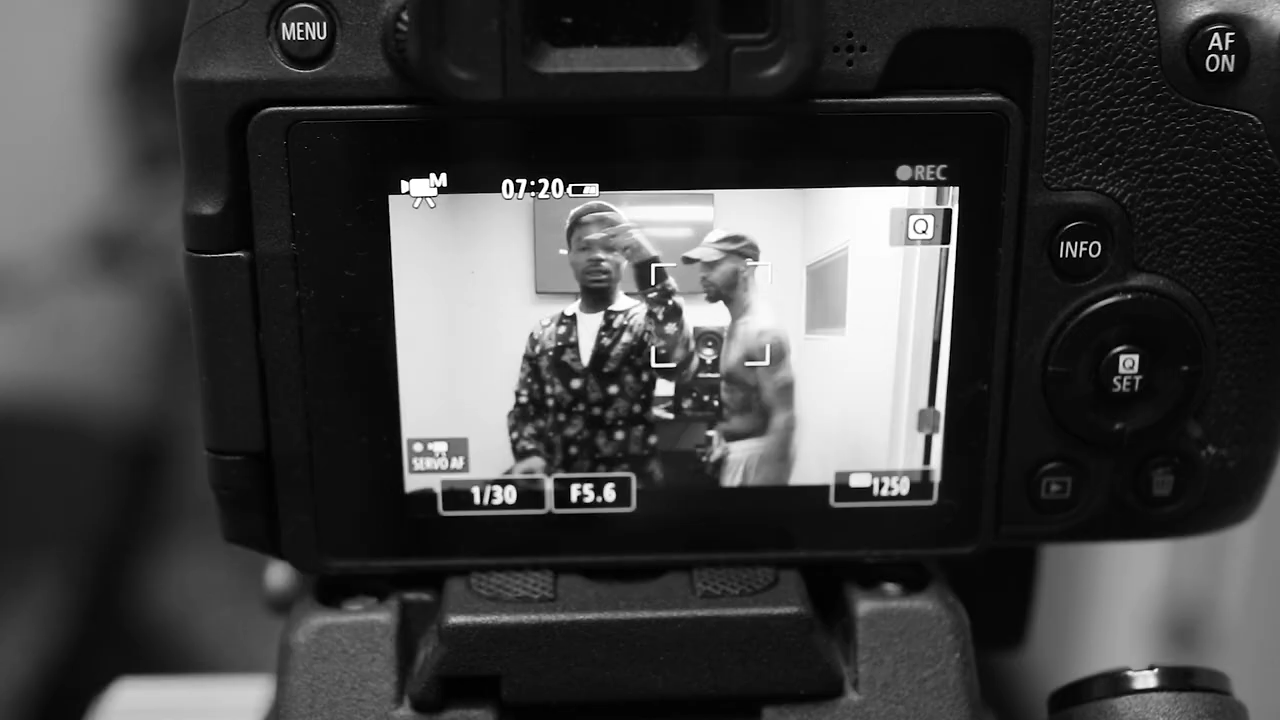 MENU
AF
ON
REC
M
07:20
Q
INFO
Q
SET
SERVO AF
1/30
F5.6
1250